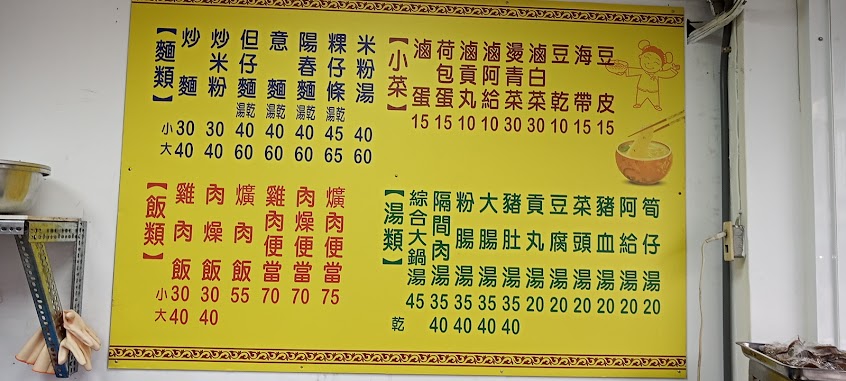 【麵類】 小 大
炒麵 30 40
炒米粉 30 40
但仔麵 湯乾 40 60
意麵 湯乾 40 60
陽春麵 湯乾 40 60
粿仔條 湯乾 45 65
米粉湯 40 60
【小菜】
滷蛋 15
荷包蛋 15
滷貢丸 10
滷阿給 10
燙青菜 30
滷白菜 30
豆乾 10
海帶 15
豆皮 15
【飯類】 小 大
雞肉飯 30 40
肉燥飯 30 40
爌肉飯 55
雞肉便當 70
肉燥便當 70
爌肉便當 75
【湯類】 乾
綜合大鍋湯 45
隔間肉湯 35 40
粉腸湯 35 40
大腸湯 35 40
豬肚湯 35 40
貢丸湯 20
豆腐湯 20
菜頭湯 20
豬血湯 20
阿給湯 20
筍仔湯 20